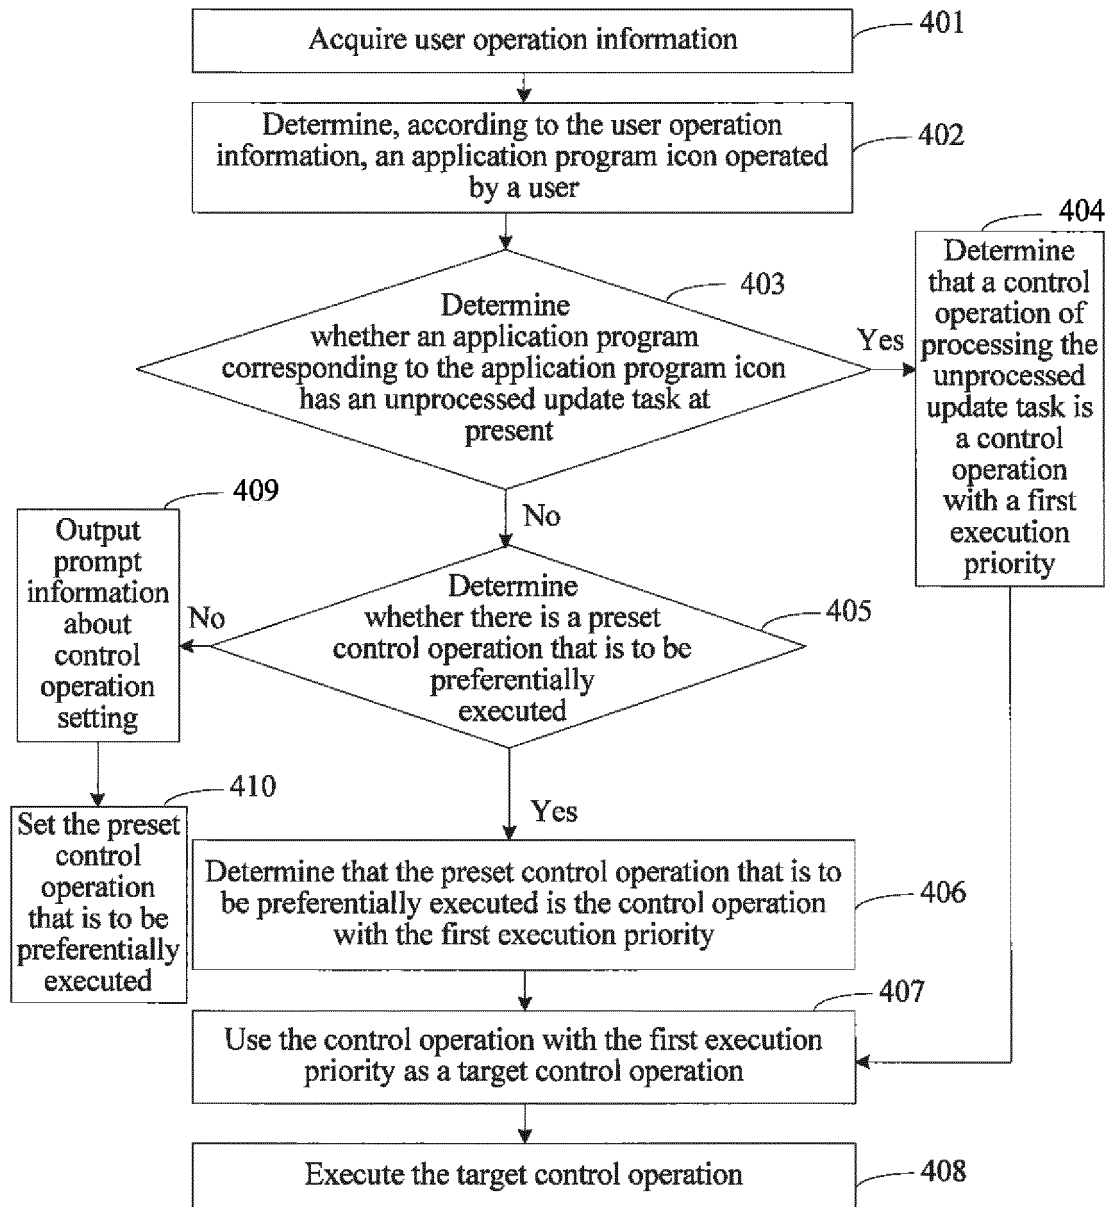 Acquire user operation information
401
Determine, according to the user operation
information, an application program icon operated
by a user
402
Determine
whether an application program
corresponding to the application program icon
has an unprocessed update task at
present
403
Yes
404
Determine
that a control
operation of
processing the
unprocessed
update task is
a control
operation
with a first
execution
priority
No
Determine
whether there is a preset
control operation that is to be
preferentially
executed
405
No
409
Output
prompt
information
about
control
operation
setting
410
Set the preset
control
operation
that is to be
preferentially
executed
Yes
Determine that the preset control operation that is to
be preferentially executed is the control operation
with the first execution priority
406
407
Use the control operation with the first execution
priority as a target control operation
Execute the target control operation
408